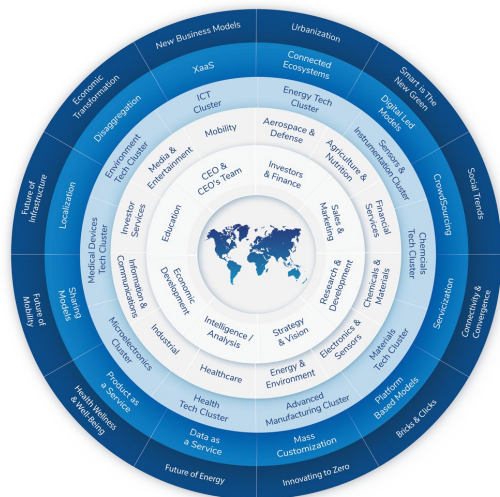 New Business Models
Urbanization
Smart is The
New Green
Social Trends
Connectivity &
Convergence
Bricks & Clicks
Innovating to Zero
Future of Energy
Health Wellness
& Well-Being
Future of
Mobility
Future of
Infrastructure
Economic
Transformation
XaaS
Connected
Ecosystems
Digital Led
Models
CrowdSourcing
Servicization
Platform
Based Models
Mass
Customization
Data as
a Service
Product as
a Service
Sharing
Models
Localization
Disaggregation
ICT
Cluster
Energy Tech
Cluster
Sensors &
Instrumentation Cluster
Chemcials
Tech Cluster
Materials
Tech Cluster
Advanced
Manufacturing Cluster
Health
Tech Cluster
Microelectronics
Cluster
Medical Devices
Tech Cluster
Environment
Tech Cluster
Mobility
Aerospace &
Defense
Agriculture &
Nutrition
Financial
Services
Chemicals &
Materials
Electronics &
Sensors
Energy &
Environment
Healthcare
Industrial
Information &
Communications
Investor
Services
Media &
Entertainment
CEO &
CEO's Team
Investors
& Finance
Sales &
Marketing
Research &
Development
Strategy
& Vision
Intelligence /
Analysis
Economic
Development
Education